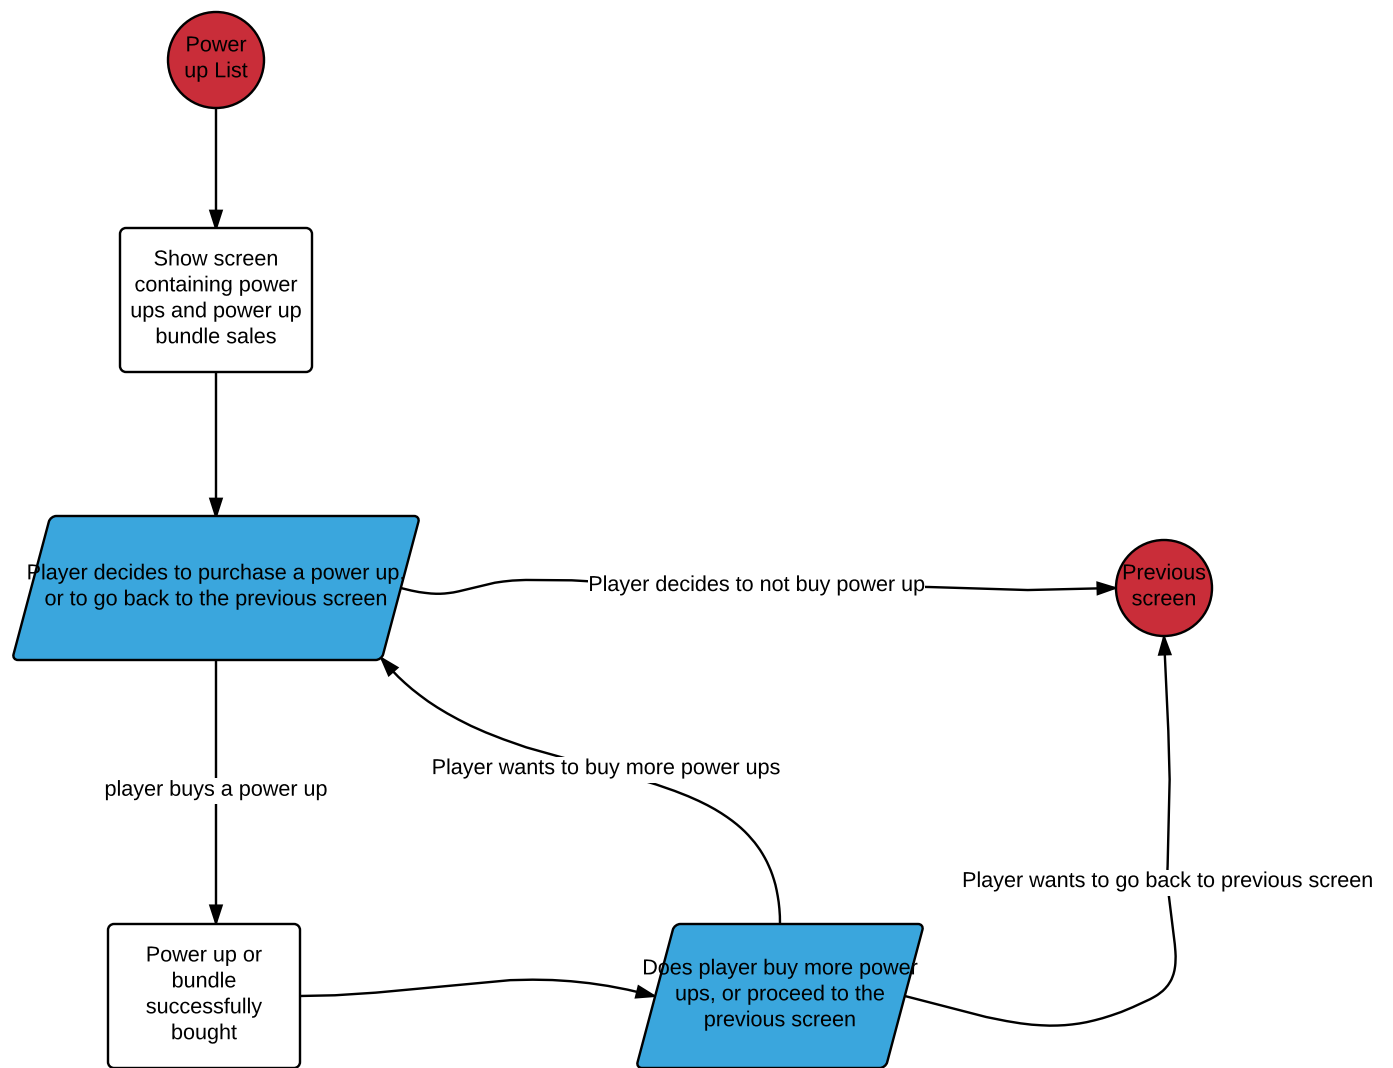 Power
up List
Show screen
containing power
ups and power up
bundle sales
Player decides to purchase a power up,
or to go back to the previous screen
Player decides to not buy power up
Previous
screen
Player wants to buy more power ups
player buys a power up
Player wants to go back to previous screen
Power up or
bundle
successfully
bought
Does player buy more power
ups, or proceed to the
previous screen